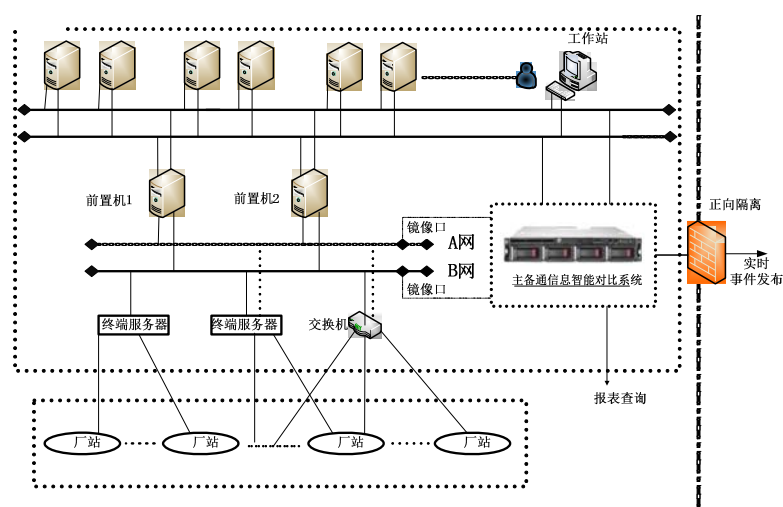 工作站
前置机1
前置机2
正向隔离
镜像口
A网
B网
镜像口
主备通信息智能对比系统
实时
事件发布
终端服务器
终端服务器
交换机
报表查询
厂站
厂站
厂站
厂站